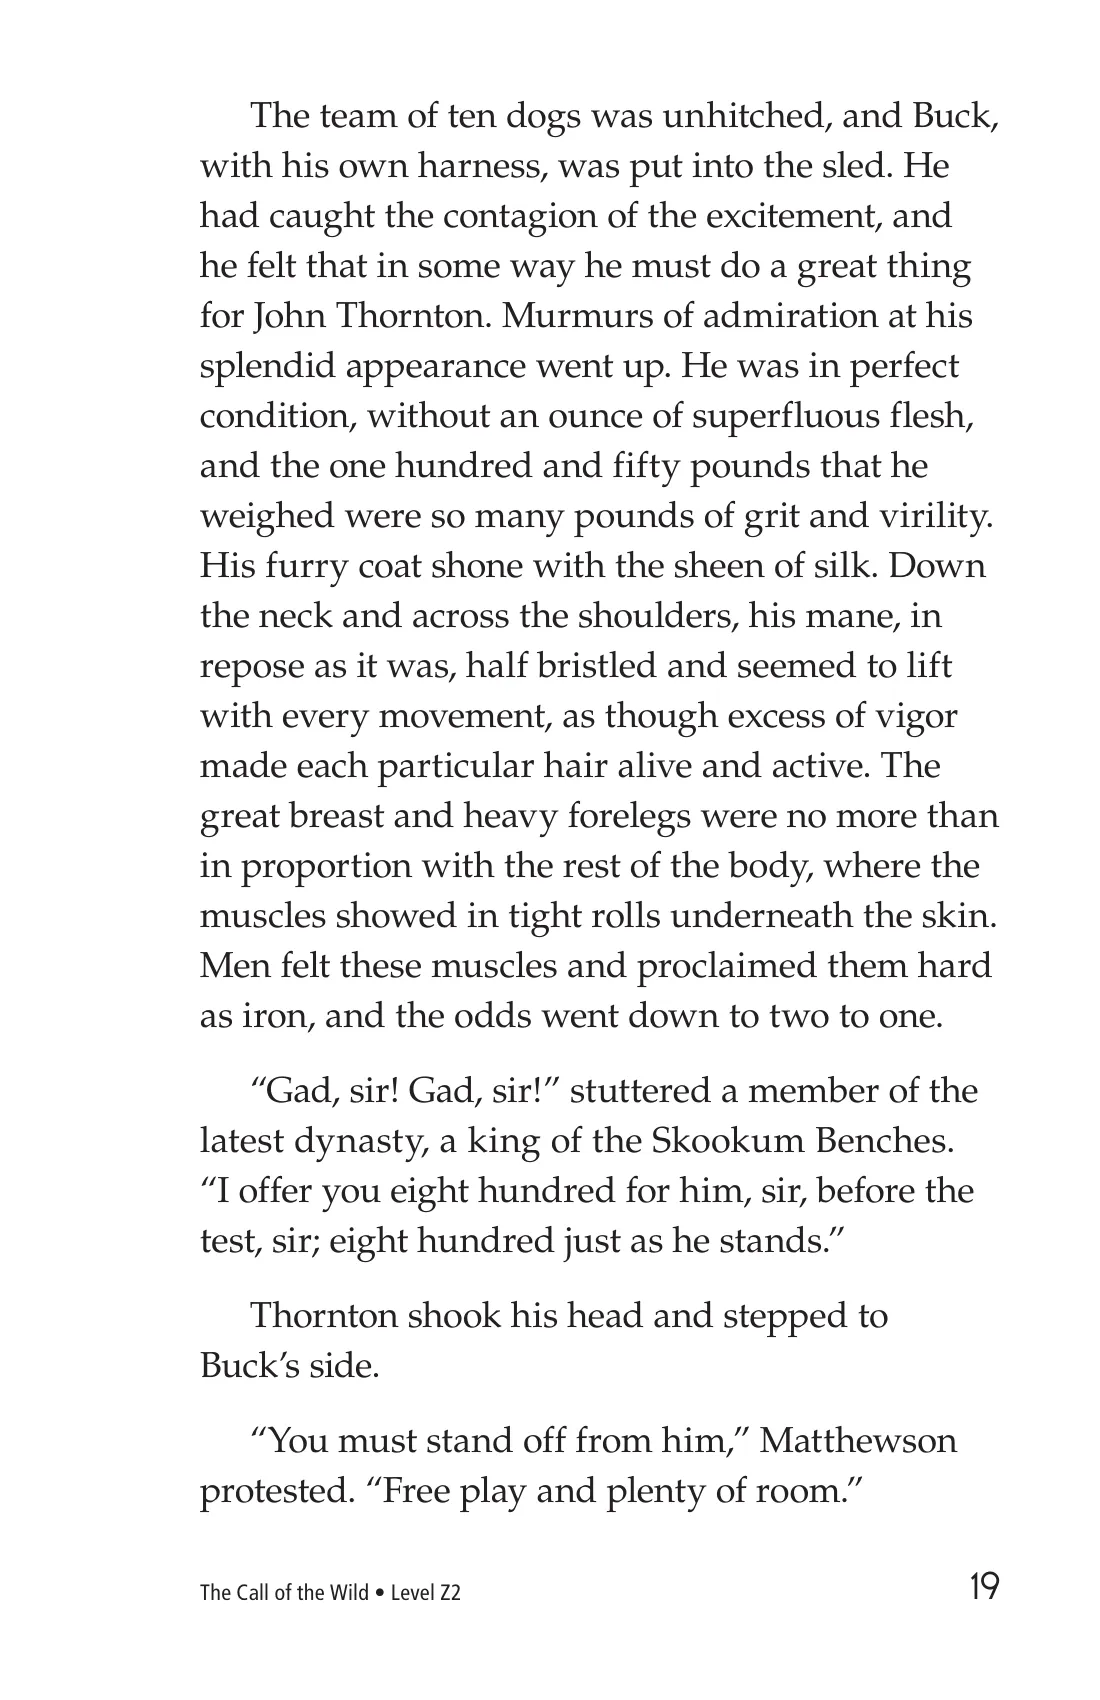 The team of ten dogs was unhitched, and Buck,
with his own harness, was put into the sled. He
had caught the contagion of the excitement, and
he felt that in some way he must do a great thing
for John Thornton. Murmurs of admiration at his
splendid appearance went up. He was in perfect
condition, without an ounce of superfluous flesh,
and the one hundred and fifty pounds that he
weighed were so many pounds of grit and virility.
His furry coat shone with the sheen of silk. Down
the neck and across the shoulders, his mane, in
repose as it was, half bristled and seemed to lift
with every movement, as though excess of vigor
made each particular hair alive and active. The
great breast and heavy forelegs were no more than
in proportion with the rest of the body, where the
muscles showed in tight rolls underneath the skin.
Men felt these muscles and proclaimed them hard
as iron, and the odds went down to two to one.
“Gad, sir! Gad, sir!” stuttered a member of the
latest dynasty, a king of the Skookum Benches.
“I offer you eight hundred for him, sir, before the
test, sir; eight hundred just as he stands.”
Thornton shook his head and stepped to
Buck’s side.
“You must stand off from him,” Matthewson
protested. “Free play and plenty of room.”
The Call of the Wild • Level Z2 19